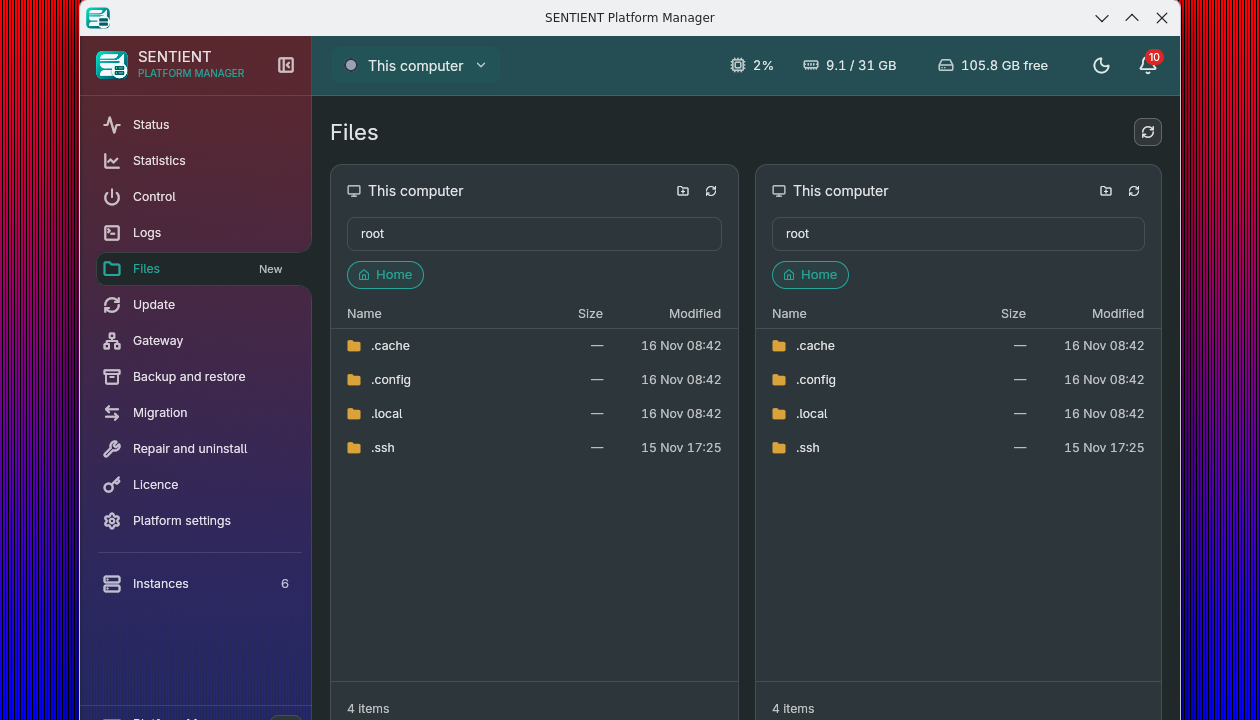 SENTIENT Platform Manager
SENTIENT
PLATFORM MANAGER
This computer
2%
9.1 / 31 GB
105.8 GB free
10
Status
Statistics
Control
Logs
Files New
Update
Gateway
Backup and restore
Migration
Repair and uninstall
Licence
Platform settings
Instances 6
Files
This computer
root
Home
Name Size Modified
.cache — 16 Nov 08:42
.config — 16 Nov 08:42
.local — 16 Nov 08:42
.ssh — 15 Nov 17:25
4 items
This computer
root
Home
Name Size Modified
.cache — 16 Nov 08:42
.config — 16 Nov 08:42
.local — 16 Nov 08:42
.ssh — 15 Nov 17:25
4 items